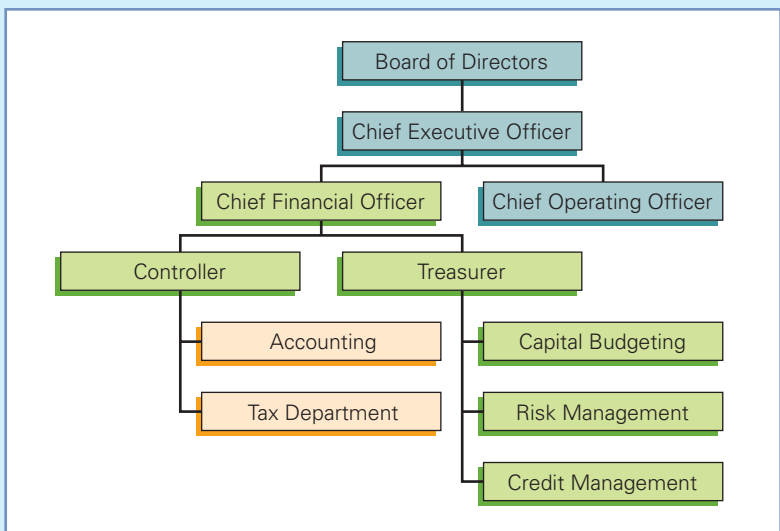 Board of Directors
Chief Executive Officer
Chief Financial Officer
Chief Operating Officer
Controller
Treasurer
Accounting
Capital Budgeting
Tax Department
Risk Management
Credit Management